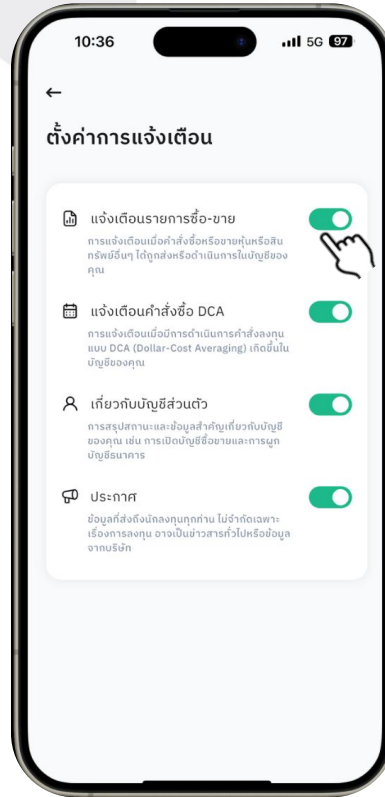 10:36
5G 97
ตั้งค่าการแจ้งเตือน
แจ้งเตือนรายการซื้อ-ขาย
การแจ้งเตือนเมื่อคำสั่งซื้อหรือขายหุ้นหรือสิน
ทรัพย์อื่นๆ ได้ถูกส่งหรือดำเนินการในบัญชีของ
คุณ
แจ้งเตือนคำสั่งซื้อ DCA
การแจ้งเตือนเมื่อมีการดำเนินการคำสั่งลงทุน
แบบ DCA (Dollar-Cost Averaging) เกิดขึ้นใน
บัญชีของคุณ
เกี่ยวกับบัญชีส่วนตัว
การสรุปสถานะและข้อมูลสำคัญเกี่ยวกับบัญชี
ของคุณ เช่น การเปิดบัญชีซื้อขายและการผูก
บัญชีธนาคาร
ประกาศ
ข้อมูลที่ส่งถึงนักลงทุนทุกท่าน ไม่จำกัดเฉพาะ
เรื่องการลงทุน อาจเป็นข่าวสารทั่วไปหรือข้อมูล
จากบริษัท